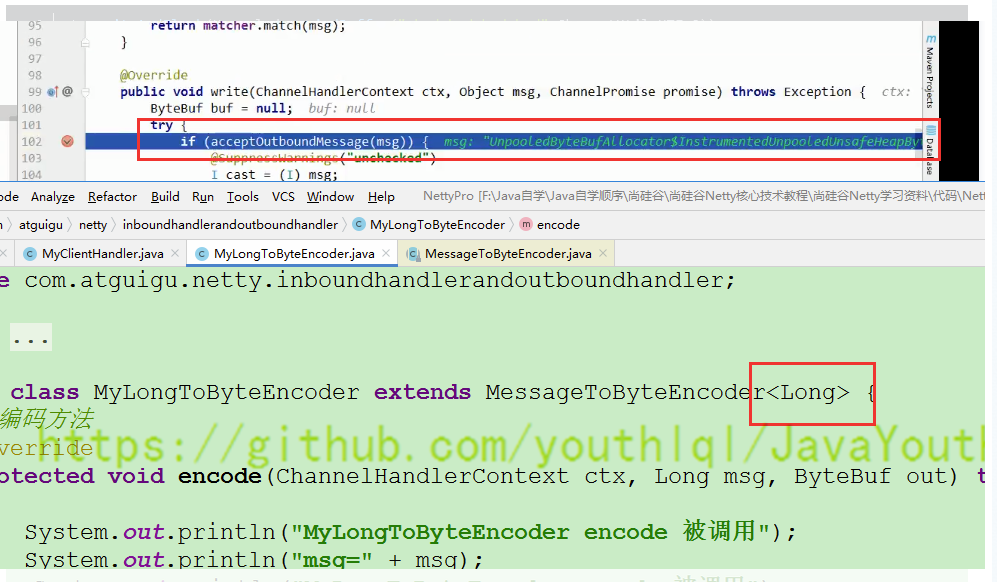 95 return matcher.match(msg);
96 }
97
98 @Override
99 @ public void write(ChannelHandlerContext ctx, Object msg, ChannelPromise promise) throws Exception { ctx:
100 ByteBuf buf = null; buf: null
101 try {
102 if (acceptOutboundMessage(msg)) { msg: "UnpooledByteBufAllocator$InstrumentedUnpooledUnsafeHeapByt
103 @SuppressWarnings("unchecked")
104 I cast = (I) msg;
Maven Projects
Database
ode Analyze Refactor Build Run Tools VCS Window Help NettyPro [F:\Java自学\Java自学顺序\尚硅谷\尚硅谷Netty核心技术教程\尚硅谷Netty学习资料\代码\Nett
atguigu netty inboundhandlerandoutboundhandler MyLongToByteEncoder encode
MyClientHandler.java MyLongToByteEncoder.java MessageToByteEncoder.java
e com.atguigu.netty.inboundhandlerandoutboundhandler;
...
class MyLongToByteEncoder extends MessageToByteEncoder<Long> {
编码方法
verride
https://github.com/youthlql/JavaYouth
otected void encode(ChannelHandlerContext ctx, Long msg, ByteBuf out) t
System.out.println("MyLongToByteEncoder encode 被调用");
System.out.println("msg=" + msg);